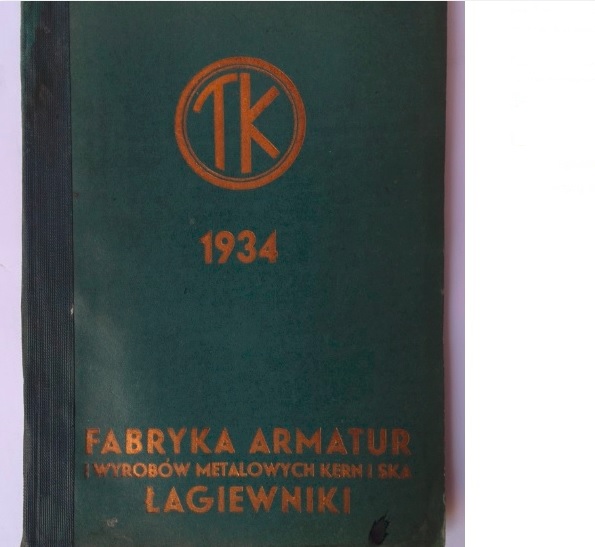 TK
1934
FABRYKA ARMATUR
I WYROBÓW METALOWYCH KERN I SKA
ŁAGIEWNIKI